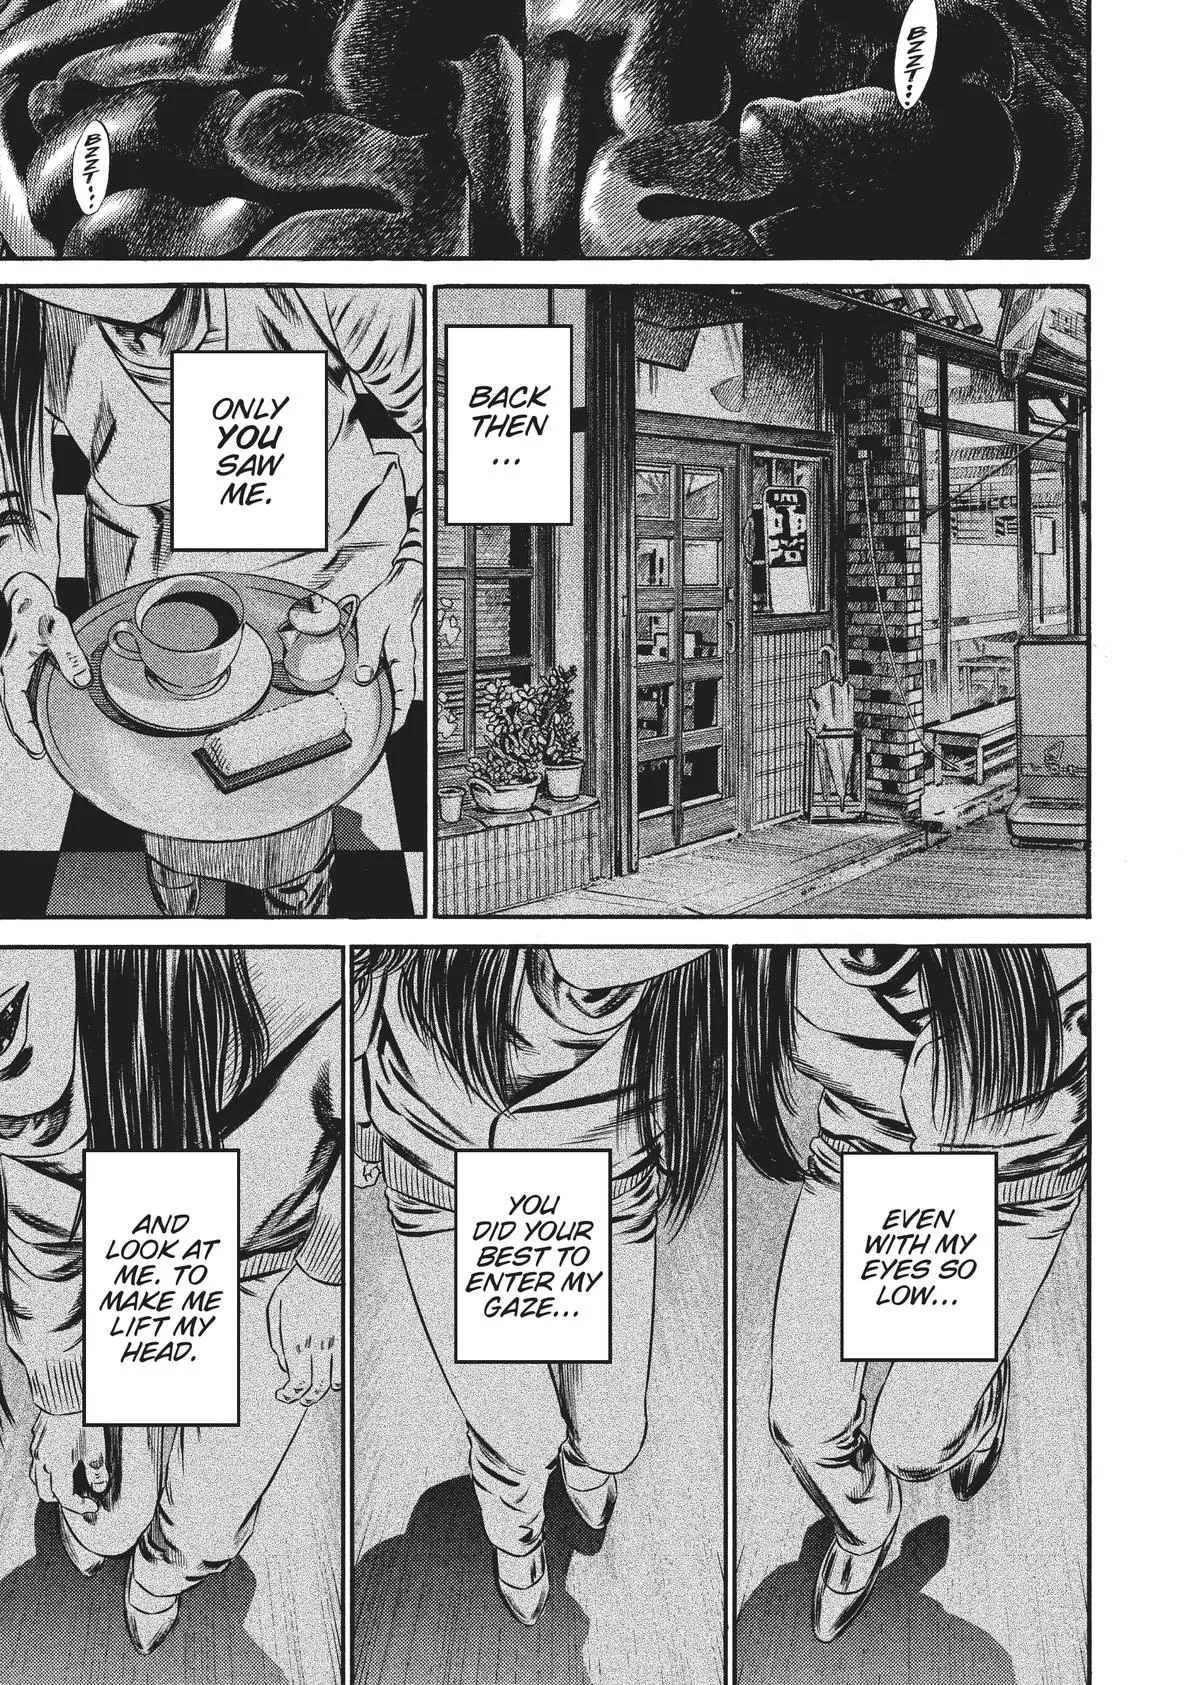 BZZT...
BZZT...
BACK
THEN
...
ONLY
YOU
SAW
ME.
EVEN
WITH MY
EYES SO
LOW...
YOU
DID YOUR
BEST TO
ENTER MY
GAZE...
AND
LOOK AT
ME. TO
MAKE ME
LIFT MY
HEAD.